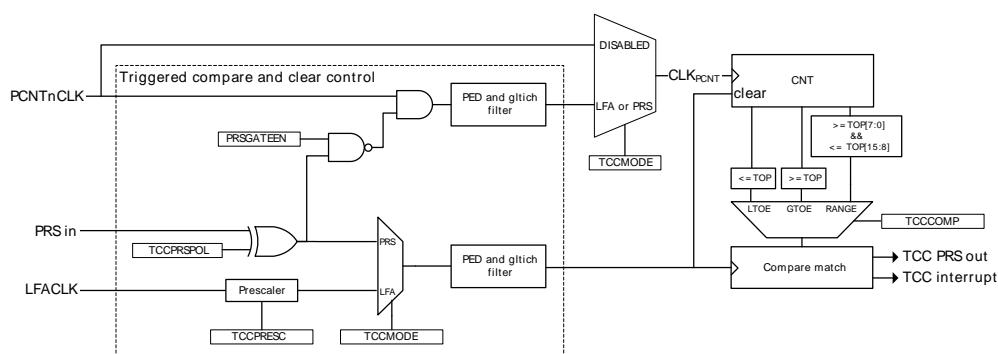 DISABLED
Triggered compare and clear control
PCNTnCLK
PED and gltich
filter
LFA or PRS
CLKPCNT
CNT
clear
PRSGATEEN
TCCMODE
>= TOP[7:0]
&&
<= TOP[15:8]
<= TOP
>= TOP
LTOE
GTOE
RANGE
TCCCOMP
PRS in
TCCPRSPOL
PRS
PED and gltich
filter
Compare match
TCC PRS out
TCC interrupt
LFACLK
Prescaler
LFA
TCCPRESC
TCCMODE